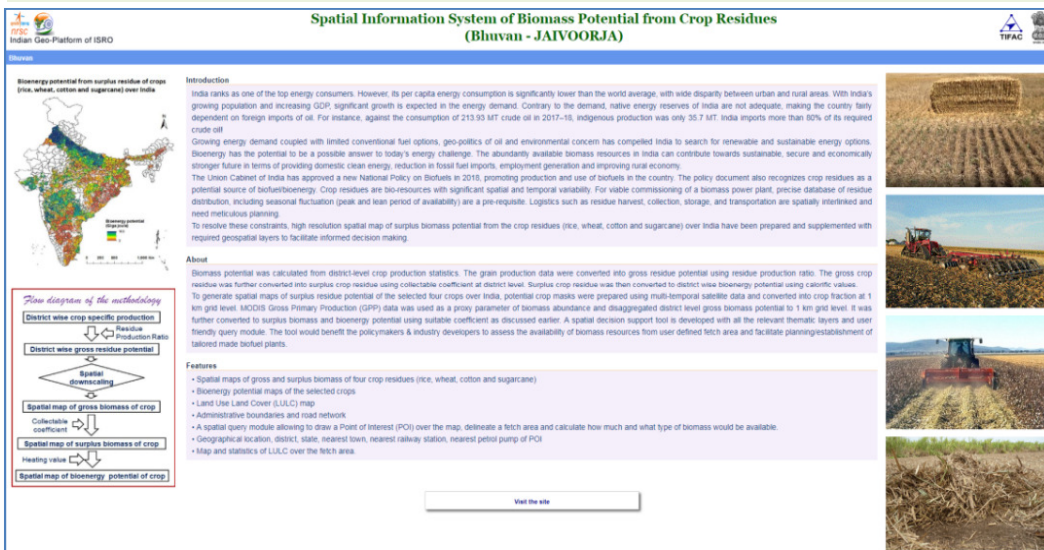 Spatial Information System of Biomass Potential from Crop Residues
(Bhuvan - JAIVOORJA)
nrsc
Indian Geo-Platform of ISRO
TIFAC
Bhuvan
Bioenergy potential from surplus residue of crops
(rice, wheat, cotton and sugarcane) over India
Bioenergy potential
Flow diagram of the methodology
District wise crop specific production
Residue
Production Ratio
District wise gross residue potential
Spatial
downscaling
Spatial map of gross biomass of crop
Collectable
coefficient
Spatial map of surplus biomass of crop
Heating value
Spatial map of bioenergy potential of crop
Introduction
India ranks as one of the top energy consumers. However, its per capita energy consumption is significantly lower than the world average, with wide disparity between urban and rural areas. With India's
growing population and increasing GDP, significant growth is expected in the energy demand. Contrary to the demand, native energy reserves of India are not adequate, making the country fairly
dependent on foreign imports of oil. For instance, against the consumption of 213.93 MT crude oil in 2017–18, indigenous production was only 35.7 MT. India imports more than 80% of its required
crude oil!
Growing energy demand coupled with limited conventional fuel options, geo-politics of oil and environmental concern has compelled India to search for renewable and sustainable energy options.
Bioenergy has the potential to be a possible answer to today's energy challenge. The abundantly available biomass resources in India can contribute towards sustainable, secure and economically
stronger future in terms of providing domestic clean energy, reduction in fossil fuel imports, employment generation and improving rural economy.
The Union Cabinet of India has approved a new National Policy on Biofuels in 2018, promoting production and use of biofuels in the country. The policy document also recognizes crop residues as a
potential source of biofuel/bioenergy. Crop residues are bio-resources with significant spatial and temporal variability. For viable commissioning of a biomass power plant, precise database of residue
distribution, including seasonal fluctuation (peak and lean period of availability) are a pre-requisite. Logistics such as residue harvest, collection, storage, and transportation are spatially interlinked and
need meticulous planning.
To resolve these constraints, high resolution spatial map of surplus biomass potential from the crop residues (rice, wheat, cotton and sugarcane) over India have been prepared and supplemented with
required geospatial layers to facilitate informed decision making.
About
Biomass potential was calculated from district-level crop production statistics. The grain production data were converted into gross residue potential using residue production ratio. The gross crop
residue was further converted into surplus crop residue using collectable coefficient at district level. Surplus crop residue was then converted to district wise bioenergy potential using calorific values.
To generate spatial maps of surplus residue potential of the selected four crops over India, potential crop masks were prepared using multi-temporal satellite data and converted into crop fraction at 1
km grid level. MODIS Gross Primary Production (GPP) data was used as a proxy parameter of biomass abundance and disaggregated district level gross biomass potential to 1 km grid level. It was
further converted to surplus biomass and bioenergy potential using suitable coefficient as discussed earlier. A spatial decision support tool is developed with all the relevant thematic layers and user
friendly query module. The tool would benefit the policymakers & industry developers to assess the availability of biomass resources from user defined fetch area and facilitate planning/establishment of
tailored made biofuel plants.
Features
• Spatial maps of gross and surplus biomass of four crop residues (rice, wheat, cotton and sugarcane)
• Bioenergy potential maps of the selected crops
• Land Use Land Cover (LULC) map
• Administrative boundaries and road network
• A spatial query module allowing to draw a Point of Interest (POI) over the map, delineate a fetch area and calculate how much and what type of biomass would be available.
• Geographical location, district, state, nearest town, nearest railway station, nearest petrol pump of POI
• Map and statistics of LULC over the fetch area.
Visit the site